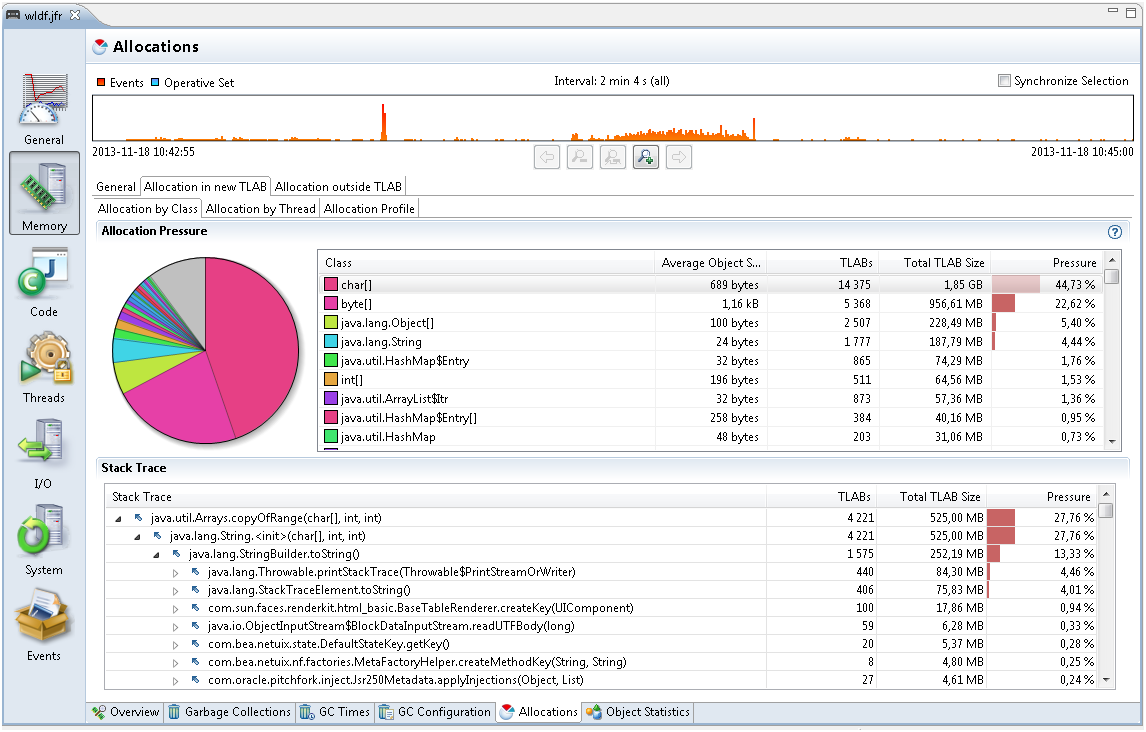 wldf.jfr
Allocations
Events Operative Set Interval: 2 min 4 s (all) Synchronize Selection
2013-11-18 10:42:55 2013-11-18 10:45:00
General Allocation in new TLAB Allocation outside TLAB
Allocation by Class Allocation by Thread Allocation Profile
Allocation Pressure
Class Average Object S... TLABs Total TLAB Size Pressure
char[] 689 bytes 14 375 1,85 GB 44,73 %
byte[] 1,16 kB 5 368 956,61 MB 22,62 %
java.lang.Object[] 100 bytes 2 507 228,49 MB 5,40 %
java.lang.String 24 bytes 1 777 187,79 MB 4,44 %
java.util.HashMap$Entry 32 bytes 865 74,29 MB 1,76 %
int[] 196 bytes 511 64,56 MB 1,53 %
java.util.ArrayList$Itr 32 bytes 873 57,36 MB 1,36 %
java.util.HashMap$Entry[] 258 bytes 384 40,16 MB 0,95 %
java.util.HashMap 48 bytes 203 31,06 MB 0,73 %
Stack Trace
Stack Trace TLABs Total TLAB Size Pressure
java.util.Arrays.copyOfRange(char[], int, int) 4 221 525,00 MB 27,76 %
java.lang.String.<init>(char[], int, int) 4 221 525,00 MB 27,76 %
java.lang.StringBuilder.toString() 1 575 252,19 MB 13,33 %
java.lang.Throwable.printStackTrace(Throwable$PrintStreamOrWriter) 440 84,30 MB 4,46 %
java.lang.StackTraceElement.toString() 406 75,83 MB 4,01 %
com.sun.faces.renderkit.html_basic.BaseTableRenderer.createKey(UIComponent) 100 17,86 MB 0,94 %
java.io.ObjectInputStream$BlockDataInputStream.readUTFBody(long) 59 6,28 MB 0,33 %
com.bea.netuix.state.DefaultStateKey.getKey() 20 5,37 MB 0,28 %
com.bea.netuix.nf.factories.MetaFactoryHelper.createMethodKey(String, String) 8 4,80 MB 0,25 %
com.oracle.pitchfork.inject.Jsr250Metadata.applyInjections(Object, List) 27 4,61 MB 0,24 %
Overview Garbage Collections GC Times GC Configuration Allocations Object Statistics
General
Memory
Code
Threads
I/O
System
Events